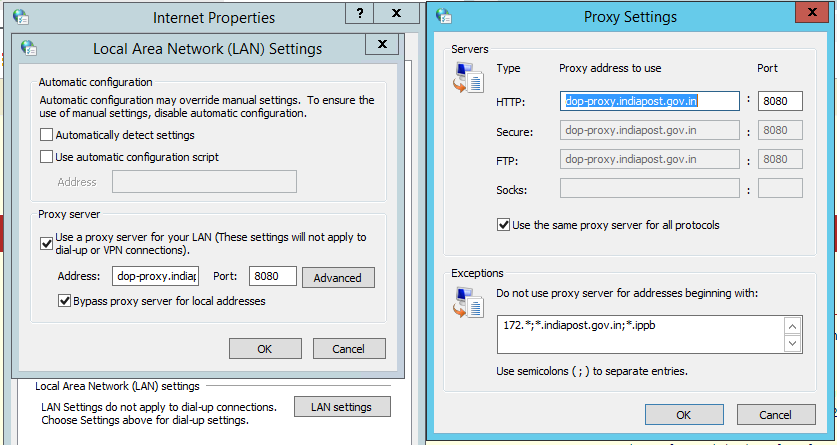 Internet Properties
?
x
Local Area Network (LAN) Settings
x
Automatic configuration
Automatic configuration may override manual settings. To ensure the
use of manual settings, disable automatic configuration.
Automatically detect settings
Use automatic configuration script
Address
Proxy server
Use a proxy server for your LAN (These settings will not apply to
dial-up or VPN connections).
Address: dop-proxy.indiap Port: 8080 Advanced
Bypass proxy server for local addresses
OK Cancel
Local Area Network (LAN) settings
LAN Settings do not apply to dial-up connections.
Choose Settings above for dial-up settings.
LAN settings
Proxy Settings
x
Servers
Type Proxy address to use Port
HTTP: dop-proxy.indiapost.gov.in : 8080
Secure: dop-proxy.indiapost.gov.in : 8080
FTP: dop-proxy.indiapost.gov.in : 8080
Socks: :
Use the same proxy server for all protocols
Exceptions
Do not use proxy server for addresses beginning with:
172.*;*.indiapost.gov.in;*.ippb
Use semicolons ( ; ) to separate entries.
OK Cancel